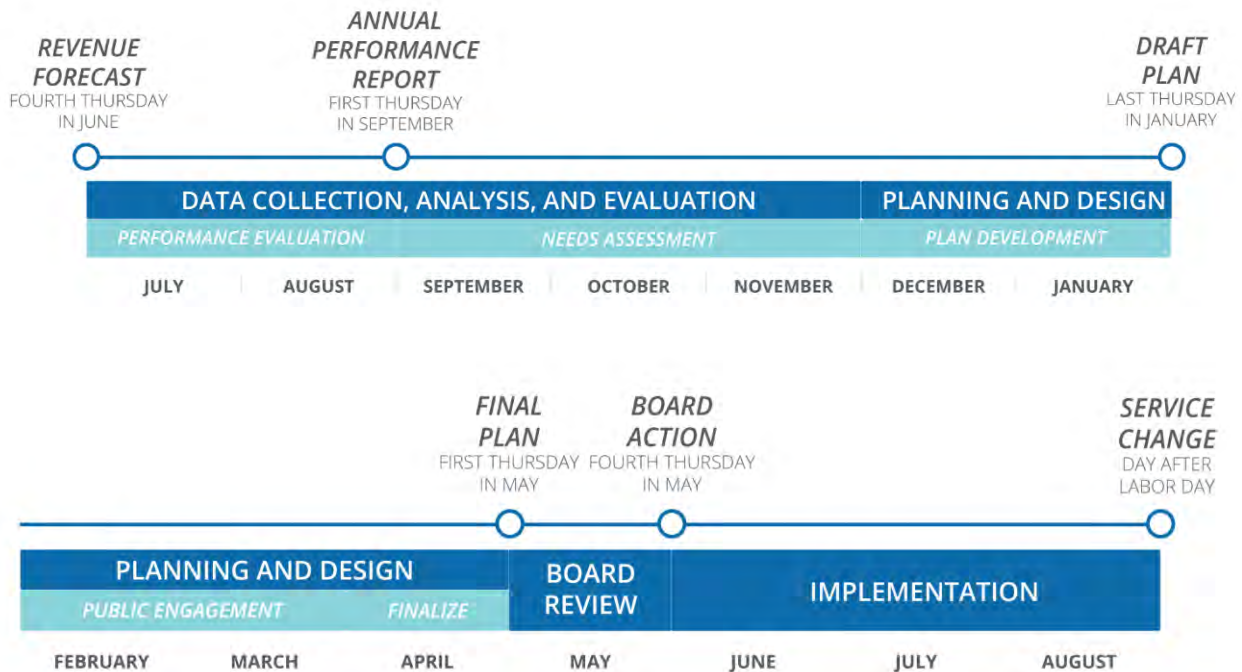 REVENUE
FORECAST
FOURTH THURSDAY
IN JUNE
ANNUAL
PERFORMANCE
REPORT
FIRST THURSDAY
IN SEPTEMBER
DRAFT
PLAN
LAST THURSDAY
IN JANUARY
DATA COLLECTION, ANALYSIS, AND EVALUATION
PLANNING AND DESIGN
PERFORMANCE EVALUATION
NEEDS ASSESSMENT
PLAN DEVELOPMENT
JULY
AUGUST
SEPTEMBER
OCTOBER
NOVEMBER
DECEMBER
JANUARY
FINAL
PLAN
FIRST THURSDAY
IN MAY
BOARD
ACTION
FOURTH THURSDAY
IN MAY
SERVICE
CHANGE
DAY AFTER
LABOR DAY
PLANNING AND DESIGN
PUBLIC ENGAGEMENT
FINALIZE
BOARD
REVIEW
IMPLEMENTATION
FEBRUARY
MARCH
APRIL
MAY
JUNE
JULY
AUGUST